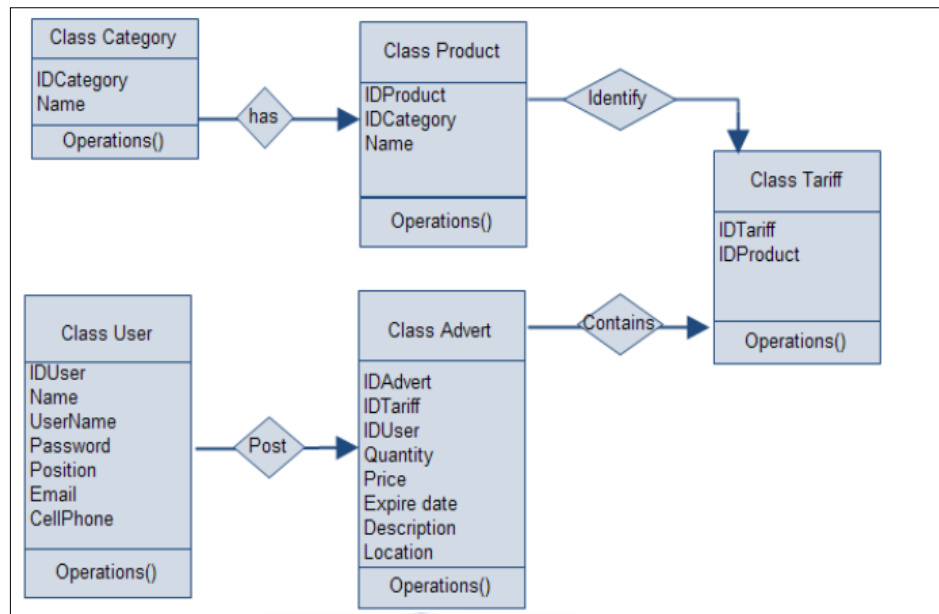 Class Category
IDCategory
Name
Operations()
has
Class Product
IDProduct
IDCategory
Name
Operations()
Identify
Class Tariff
IDTariff
IDProduct
Operations()
Class User
IDUser
Name
UserName
Password
Position
Email
CellPhone
Operations()
Post
Class Advert
IDAdvert
IDTariff
IDUser
Quantity
Price
Expire date
Description
Location
Operations()
Contains